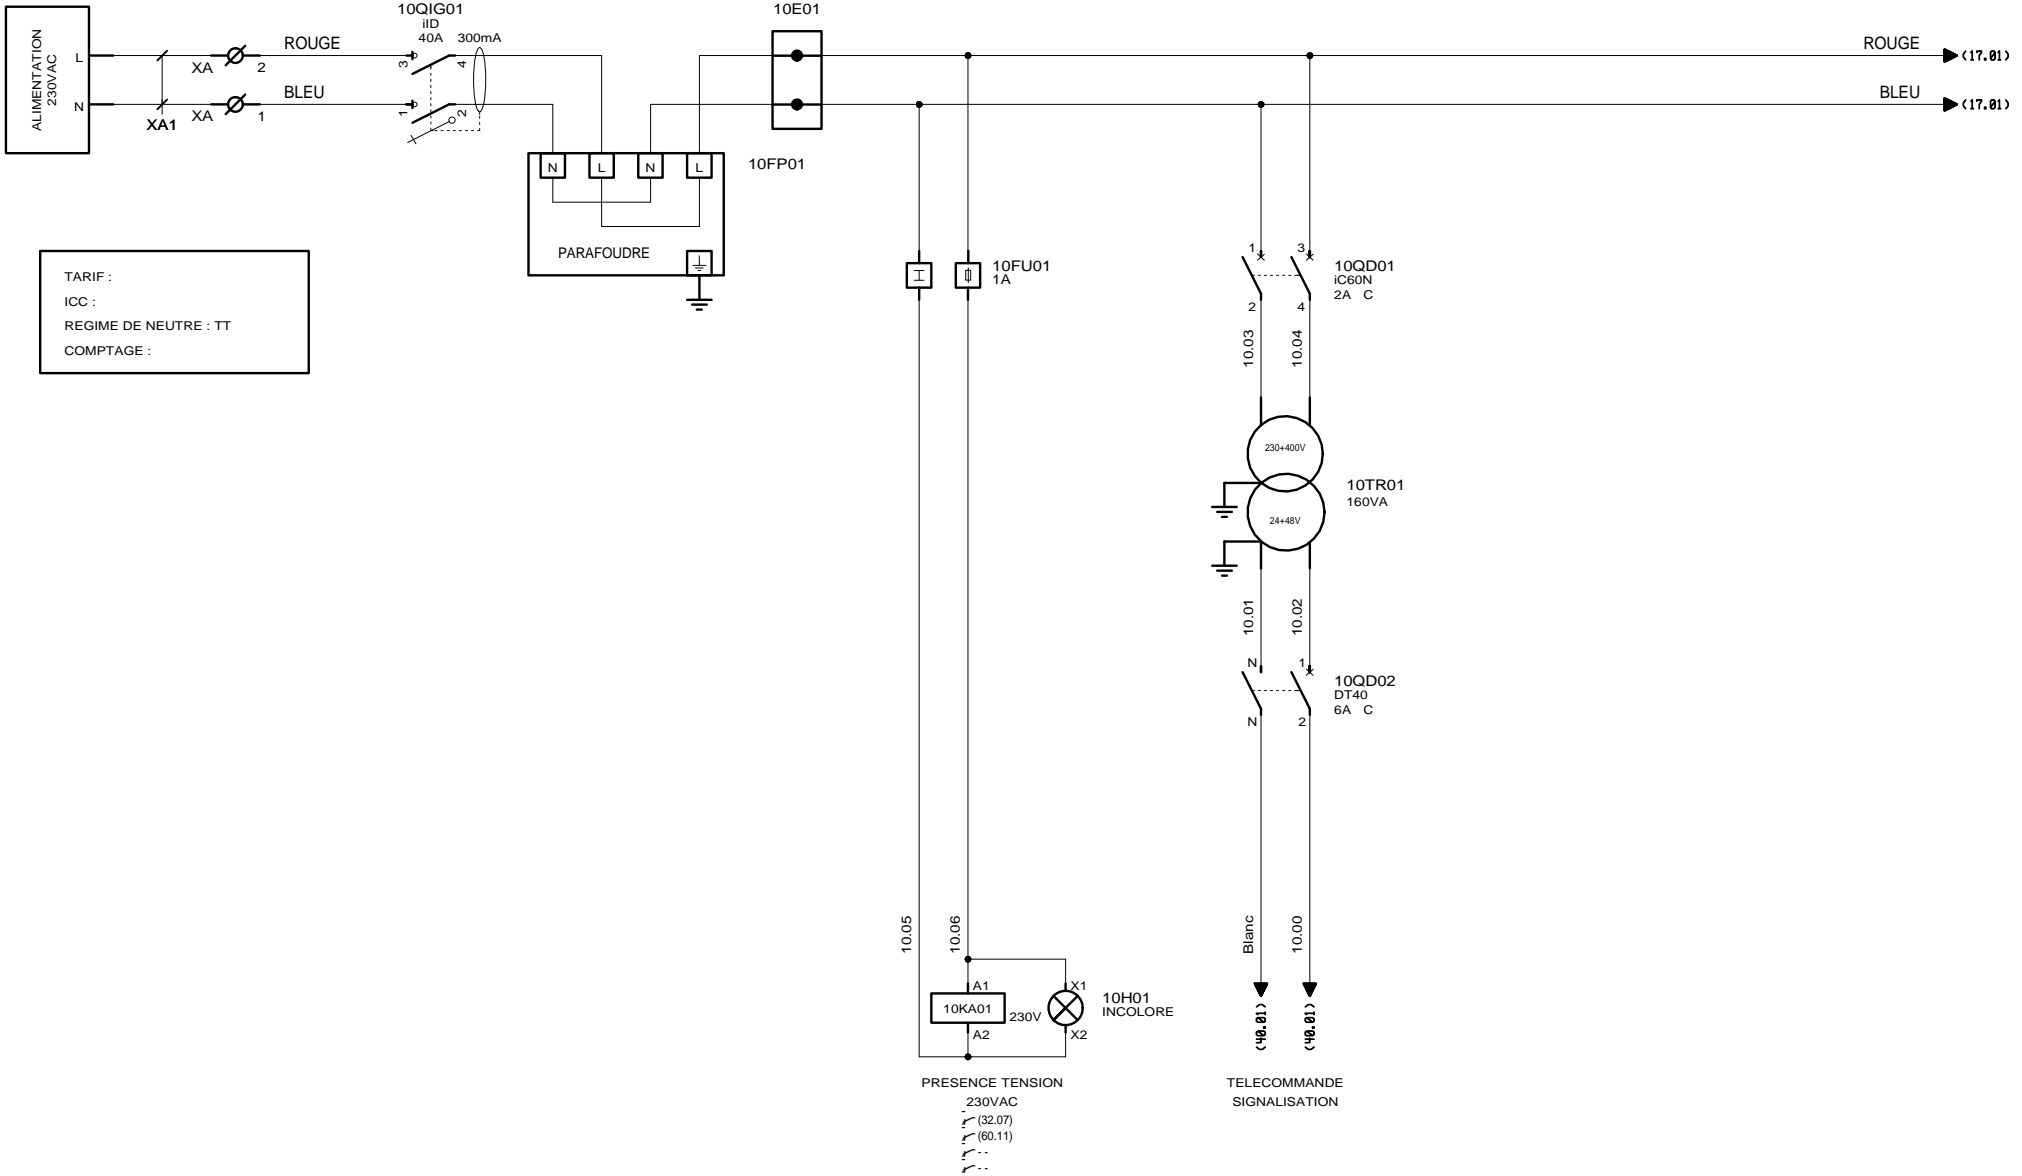 10QIG01
iID
40A 300mA
10E01
ALIMENTATION
230VAC
L
N
XA1
XA 2
XA 1
ROUGE
BLEU
3 4
1 2
ROUGE (17.01)
BLEU (17.01)
N L N L
10FP01
PARAFOUDRE
TARIF :
ICC :
REGIME DE NEUTRE : TT
COMPTAGE :
10FU01
1A
1 3
10QD01
iC60N
2A C
2 4
10.03 10.04
230+400V
10TR01
160VA
24+48V
10.01 10.02
N 1
10QD02
DT40
6A C
N 2
10.05 10.06
Blanc 10.00
A1
10KA01
A2
230V
X1
X2
10H01
INCOLORE
(40.01) (40.01)
PRESENCE TENSION
230VAC
(32.07)
(60.11)
- -
- -
TELECOMMANDE
SIGNALISATION